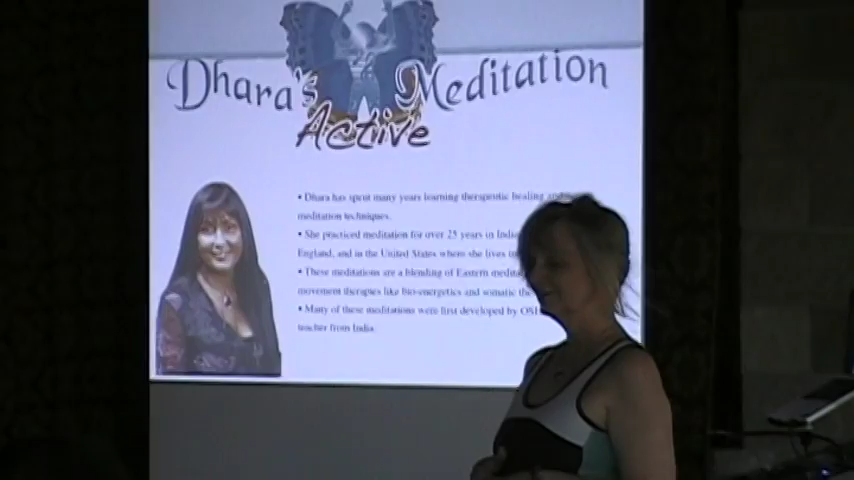 Dhara's Meditation
Active
• Dhara has spent many years learning therapeutic healing and
meditation techniques.
• She practiced meditation for over 25 years in India
England, and in the United States where she lives
• These meditations are a blending of Eastern
movement therapies like bio-energetics and somatic
• Many of these meditations were first developed by
teacher from India